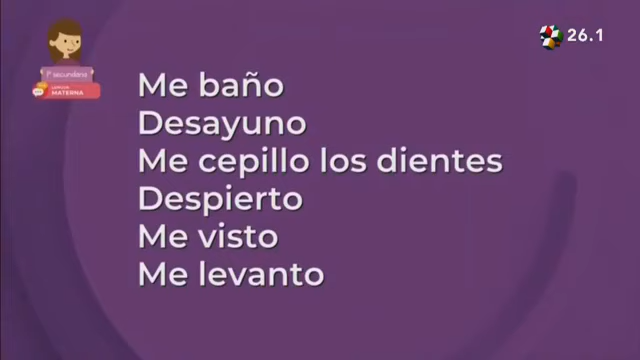 26.1
1° secundaria
LENGUA
MATERNA
Me baño
Desayuno
Me cepillo los dientes
Despierto
Me visto
Me levanto